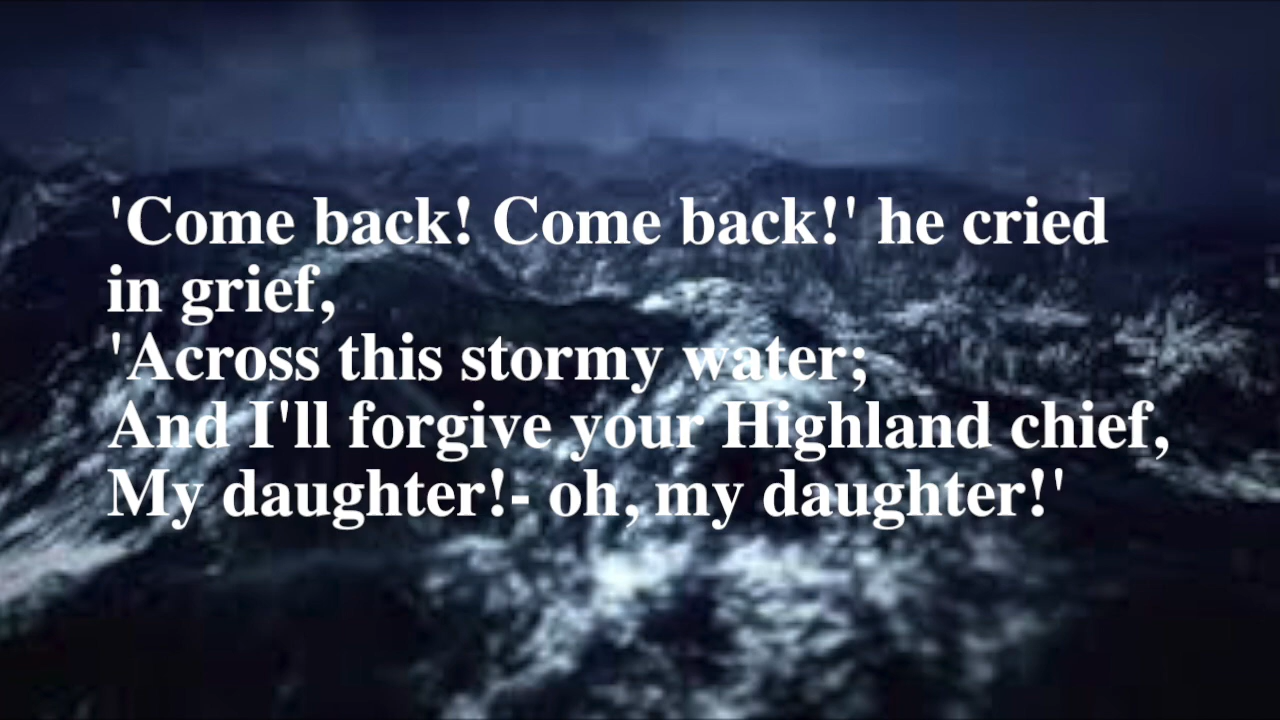 'Come back! Come back!' he cried
in grief,
'Across this stormy water;
And I'll forgive your Highland chief,
My daughter!- oh, my daughter!'